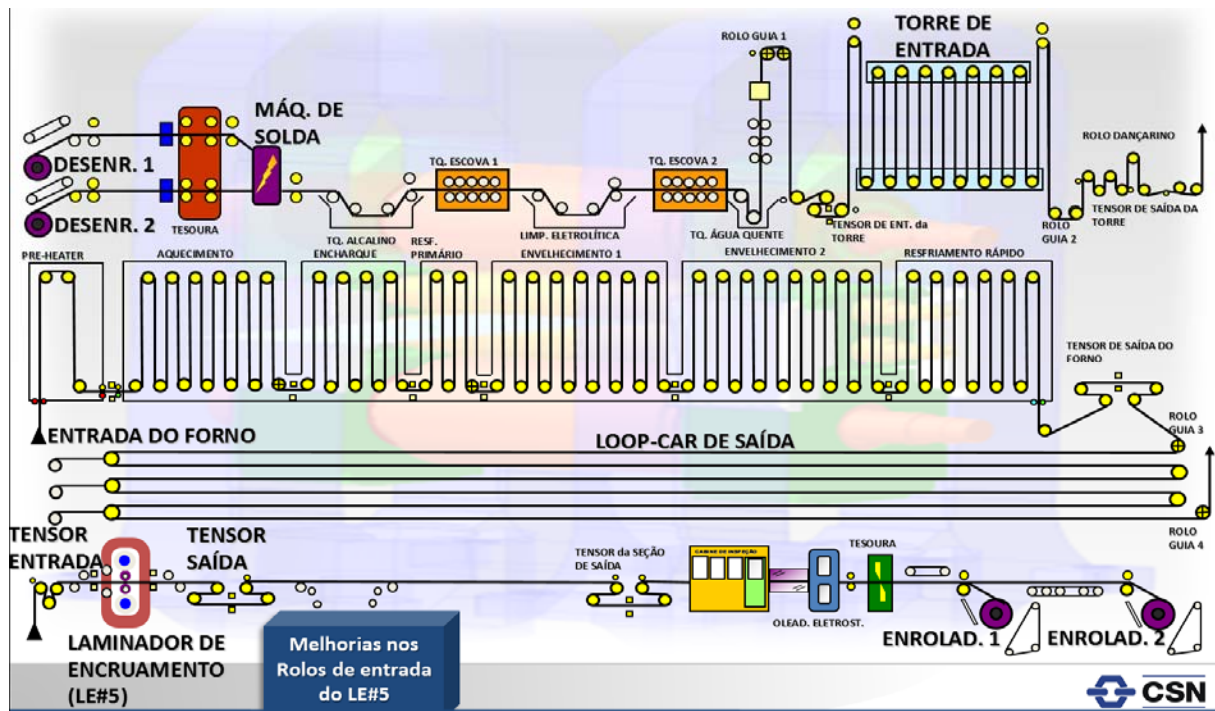 TORRE DE
ENTRADA
ROLO GUIA 1
MÁQ. DE
SOLDA
ROLO DANÇARINO
DESENR. 1
TQ. ESCOVA 1
TQ. ESCOVA 2
DESENR. 2
TESOURA
TQ. ALCALINO
LIMP. ELETROLÍTICA
TQ. ÁGUA QUENTE
TENSOR DE ENT. da
TORRE
ROLO
GUIA 2
TENSOR DE SAÍDA DA
TORRE
PRE-HEATER
AQUECIMENTO
ENCHARQUE
RESF.
PRIMÁRIO
ENVELHECIMENTO 1
ENVELHECIMENTO 2
RESFRIAMENTO RÁPIDO
TENSOR DE SAÍDA DO
FORNO
ENTRADA DO FORNO
LOOP-CAR DE SAÍDA
ROLO
GUIA 3
ROLO
GUIA 4
TENSOR
ENTRADA
TENSOR
SAÍDA
TENSOR da SEÇÃO
DE SAÍDA
CABINE DE INSPEÇÃO
TESOURA
OLEAD. ELETROST.
ENROLAD. 1
ENROLAD. 2
LAMINADOR DE
ENCRUAMENTO
(LE#5)
Melhorias nos
Rolos de entrada
do LE#5
CSN